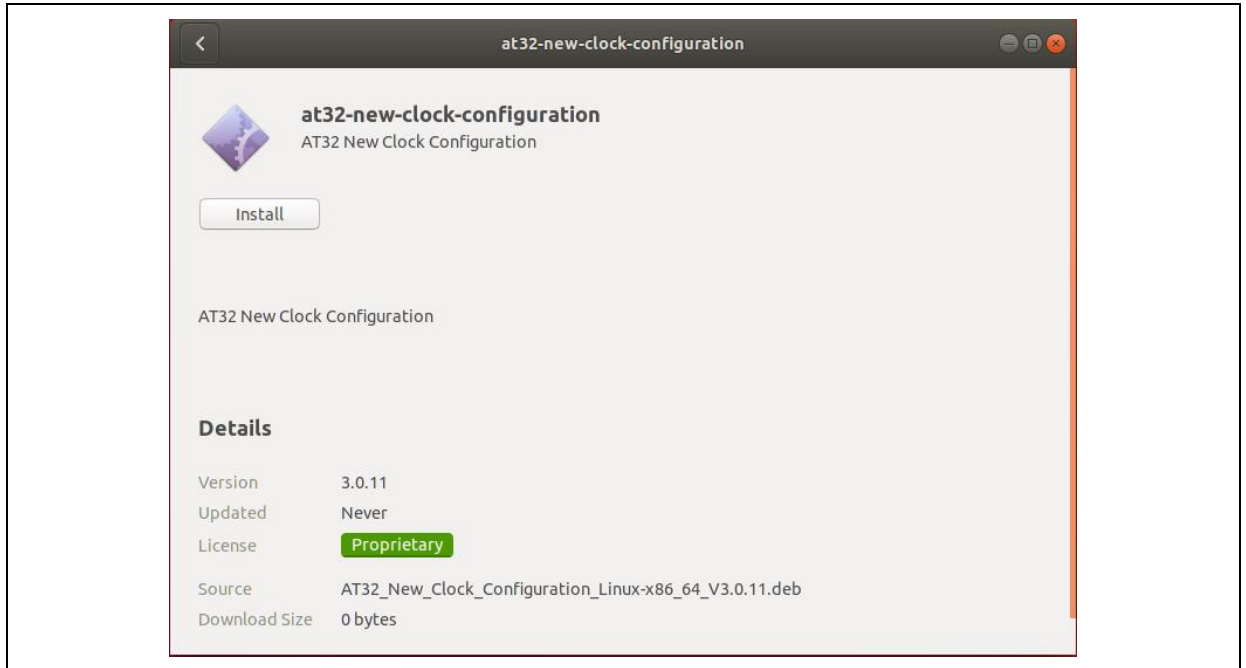 at32-new-clock-configuration
at32-new-clock-configuration
AT32 New Clock Configuration
Install
AT32 New Clock Configuration
Details
Version 3.0.11
Updated Never
License Proprietary
Source AT32_New_Clock_Configuration_Linux-x86_64_V3.0.11.deb
Download Size 0 bytes